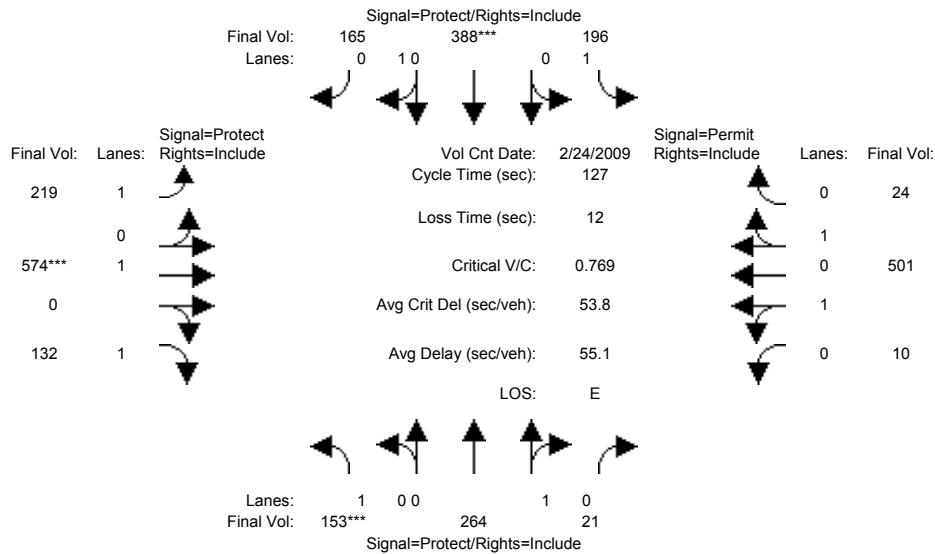 Signal=Protect/Rights=Include
Final Vol: 165 388*** 196
Lanes: 0 1 0 0 1
Signal=Protect
Final Vol: Lanes: Rights=Include
Vol Cnt Date: 2/24/2009
Signal=Permit
Rights=Include Lanes: Final Vol:
Cycle Time (sec): 127
219 1
0 24
Loss Time (sec): 12
0
1
574*** 1
Critical V/C: 0.769
0 501
0 0
Avg Crit Del (sec/veh): 53.8
1
132 1
Avg Delay (sec/veh): 55.1
0 10
LOS: E
Lanes: 1 0 0 1 0
Final Vol: 153*** 264 21
Signal=Protect/Rights=Include